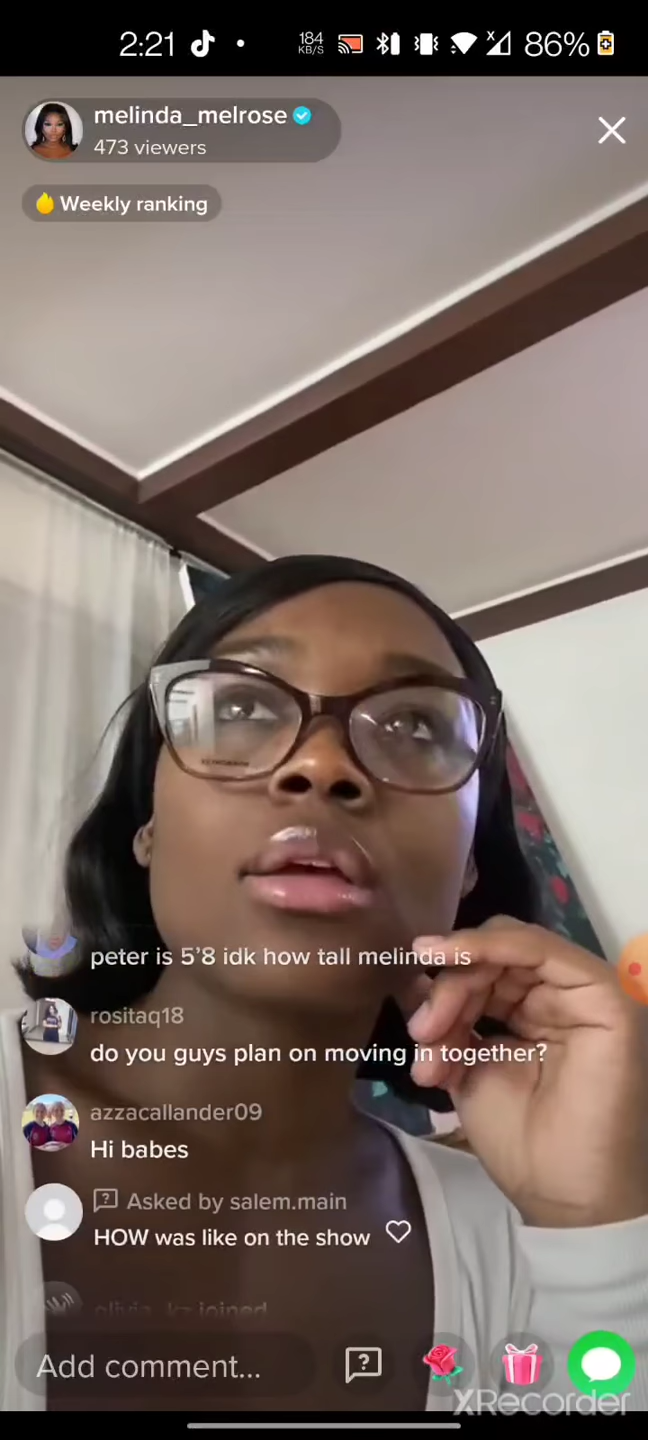 2:21
184
KB/S
X
86%
melinda_melrose
473 viewers
Weekly ranking
peter is 5'8 idk how tall melinda is
rositaq18
do you guys plan on moving in together?
azzacallander09
Hi babes
Asked by salem.main
HOW was like on the show
olivia_kz joined
Add comment...
XRecorder